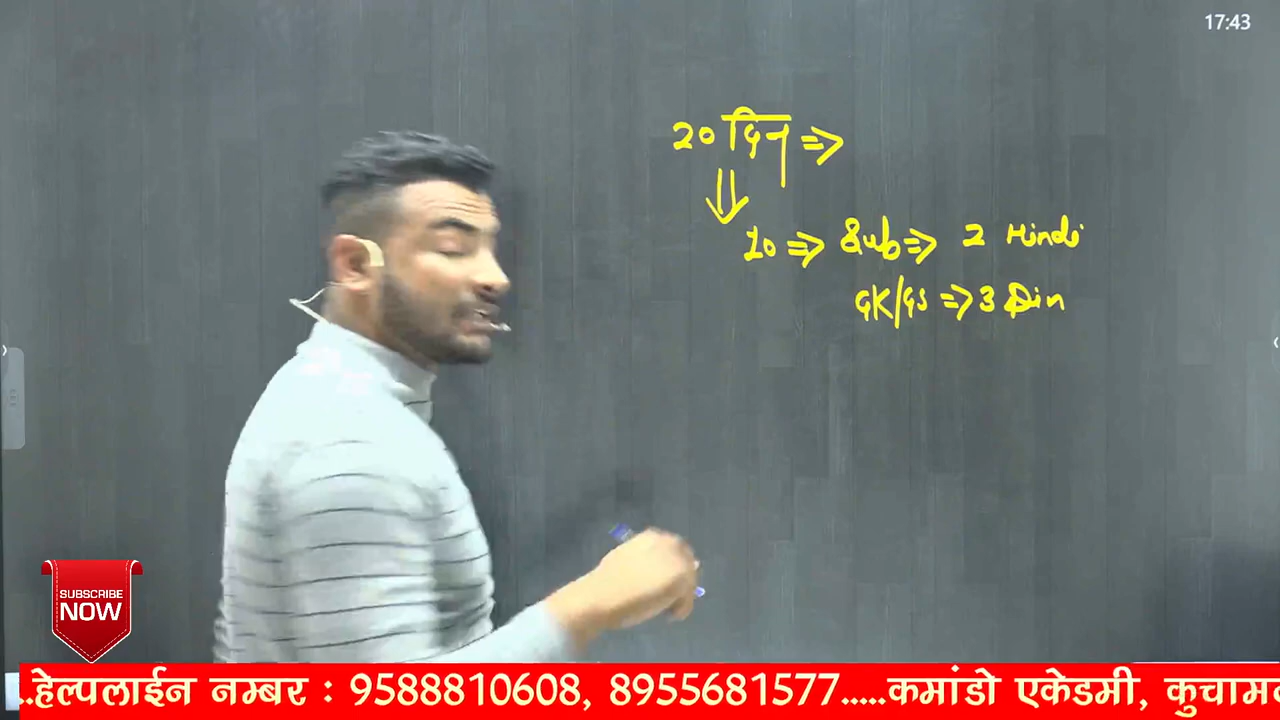 17:43
20 दिन =>
10 => Sub => 2 Hindi
GK/GS => 3 Din
SUBSCRIBE
NOW
..हेल्पलाईन नम्बर : 9588810608, 8955681577.....कमांडो एकेडमी, कुचामन